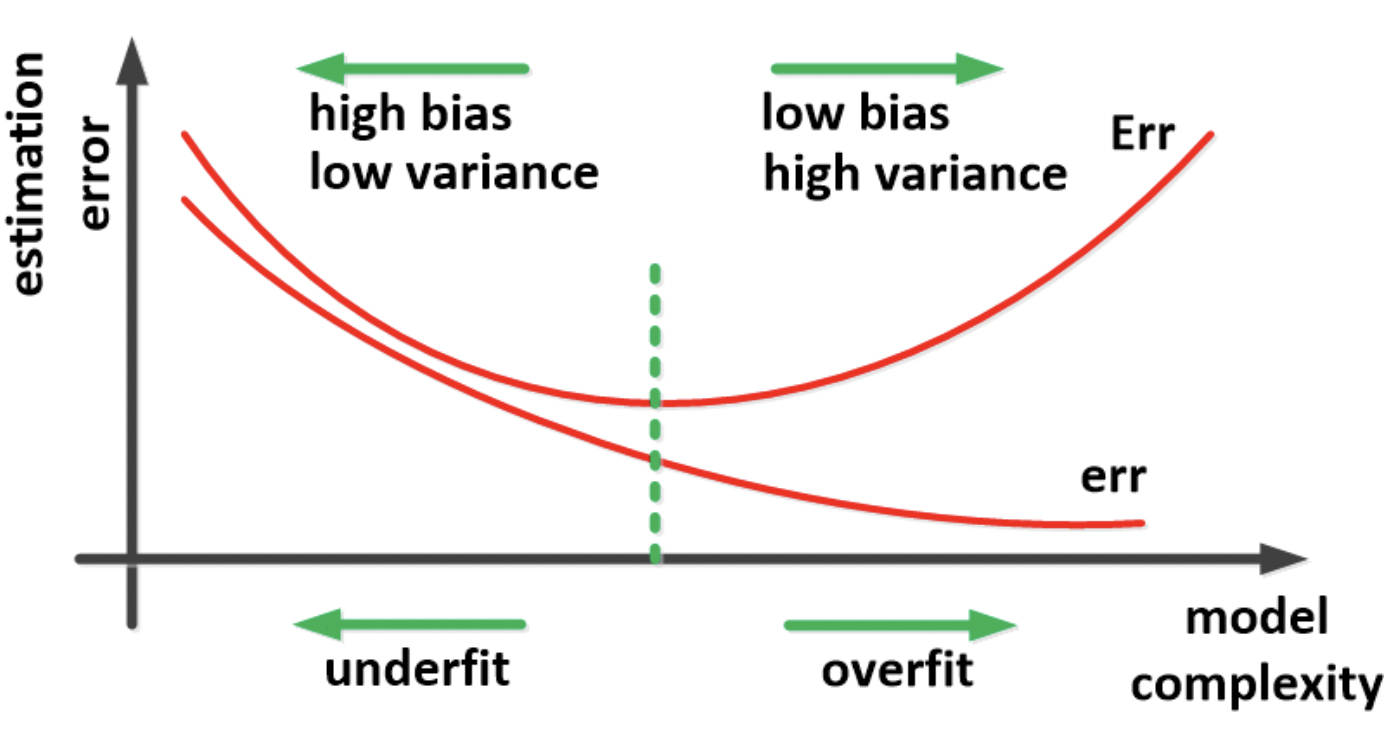 estimation
error
high bias
low variance
low bias
high variance
Err
err
model
complexity
underfit
overfit